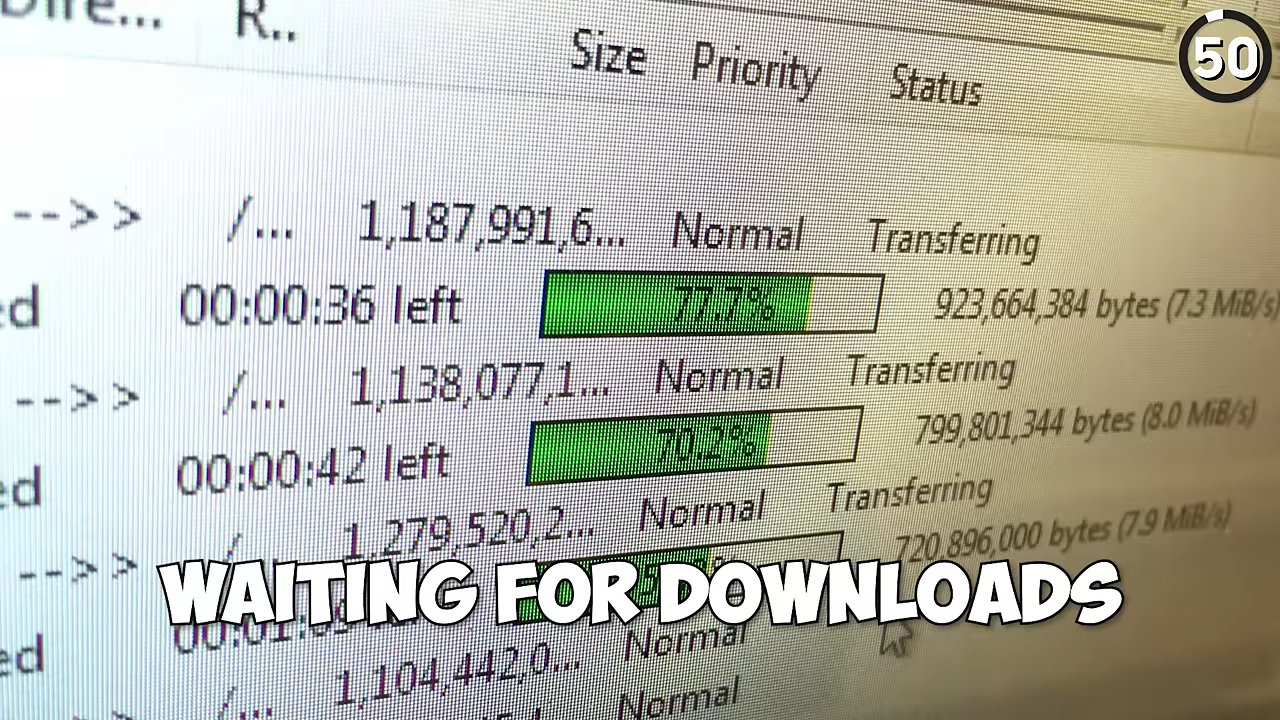 50
Dire... R.. Size Priority Status
-->> /... 1,187,991,6... Normal Transferring
ed 00:00:36 left 77.7% 923,664,384 bytes (7.3 MiB/s)
-->> /... 1,138,077,1... Normal Transferring
ed 00:00:42 left 70.2% 799,801,344 bytes (8.0 MiB/s)
-->> /... 1,279,520,2... Normal Transferring
ed 720,896,000 bytes (7.9 MiB/s)
WAITING FOR DOWNLOADS
/... 1,104,442,0... Normal
Normal